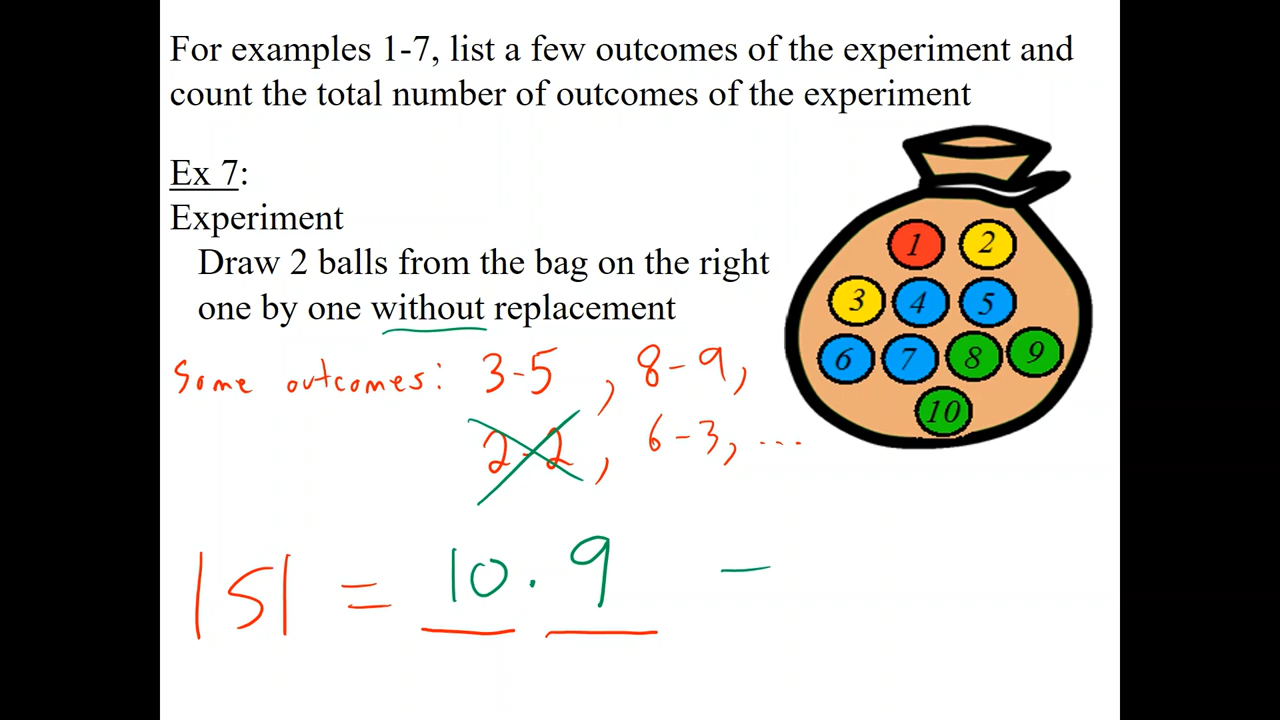 For examples 1-7, list a few outcomes of the experiment and
count the total number of outcomes of the experiment
Ex 7:
Experiment
Draw 2 balls from the bag on the right
one by one without replacement
1 2
3 4 5
6 7 8 9
10
Some outcomes: 3-5 , 8-9,
2-2, 6-3, ...
|S| = 10 . 9 =